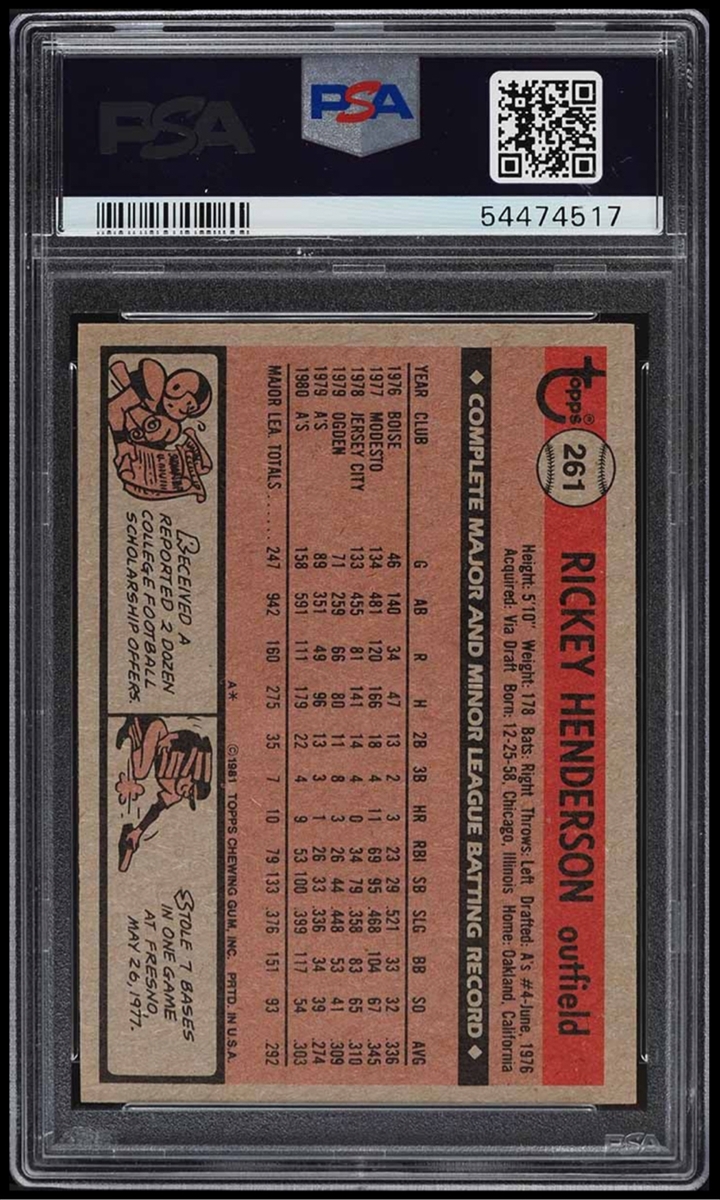 PSA
PSA
54474517
topps®
261
RICKEY HENDERSON outfield
Height: 5'10" Weight: 178 Bats: Right Throws: Left Drafted: A's #4-June, 1976
Acquired: Via Draft Born: 12-25-58, Chicago, Illinois Home: Oakland, California
◆ COMPLETE MAJOR AND MINOR LEAGUE BATTING RECORD ◆
YEAR CLUB G AB R H 2B 3B HR RBI SB SLG BB SO AVG
1976 BOISE 46 140 34 47 13 2 3 23 29 .521 33 32 .336
1977 MODESTO 134 481 120 166 18 4 11 69 95 .468 104 67 .345
1978 JERSEY CITY 133 455 81 141 14 4 0 34 79 .358 83 65 .310
1979 OGDEN 71 259 66 80 11 8 3 26 44 .448 53 41 .309
1979 A'S 89 351 49 96 13 3 1 26 33 .336 34 39 .274
1980 A'S 158 591 111 179 22 4 9 53 100 .399 117 54 .303
MAJOR LEA. TOTALS...... 247 942 160 275 35 7 10 79 133 .376 151 93 .292
A* ©1981 TOPPS CHEWING GUM, INC. PRTD. IN U.S.A.
RECEIVED A
REPORTED 2 DOZEN
COLLEGE FOOTBALL
SCHOLARSHIP OFFERS.
STOLE 7 BASES
IN ONE GAME
AT FRESNO,
MAY 26, 1977.
PSA